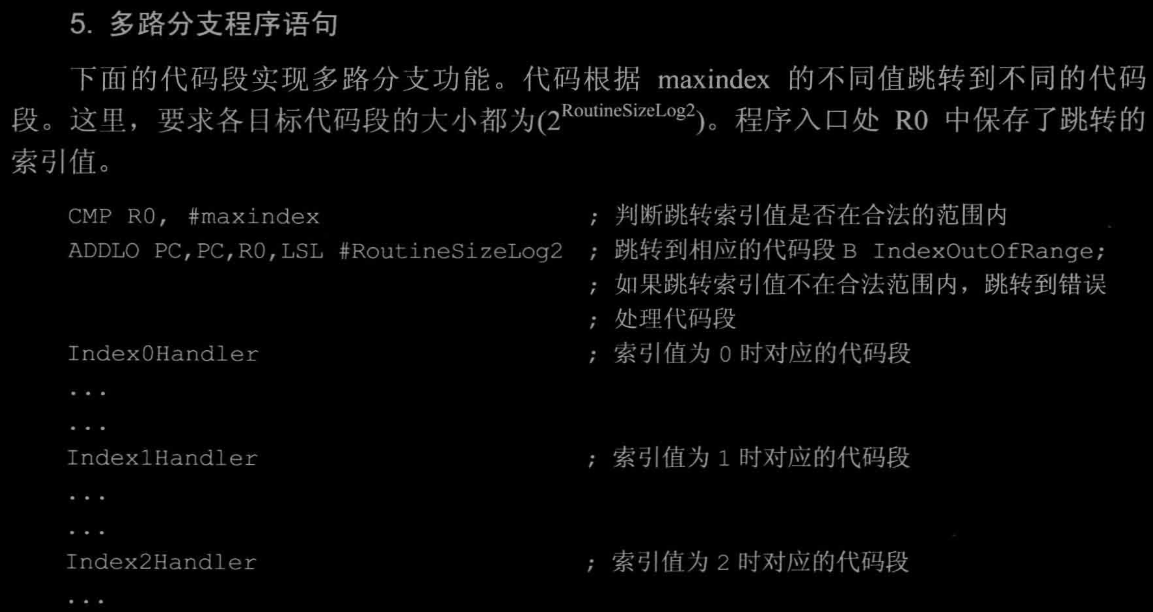 5. 多路分支程序语句
下面的代码段实现多路分支功能。代码根据 maxindex 的不同值跳转到不同的代码
段。这里，要求各目标代码段的大小都为(2^RoutineSizeLog2)。程序入口处 R0 中保存了跳转的
索引值。
CMP R0, #maxindex ; 判断跳转索引值是否在合法的范围内
ADDLO PC,PC,R0,LSL #RoutineSizeLog2 ; 跳转到相应的代码段 B IndexOutOfRange;
; 如果跳转索引值不在合法范围内，跳转到错误
; 处理代码段
Index0Handler ; 索引值为 0 时对应的代码段
...
...
Index1Handler ; 索引值为 1 时对应的代码段
...
...
Index2Handler ; 索引值为 2 时对应的代码段
...